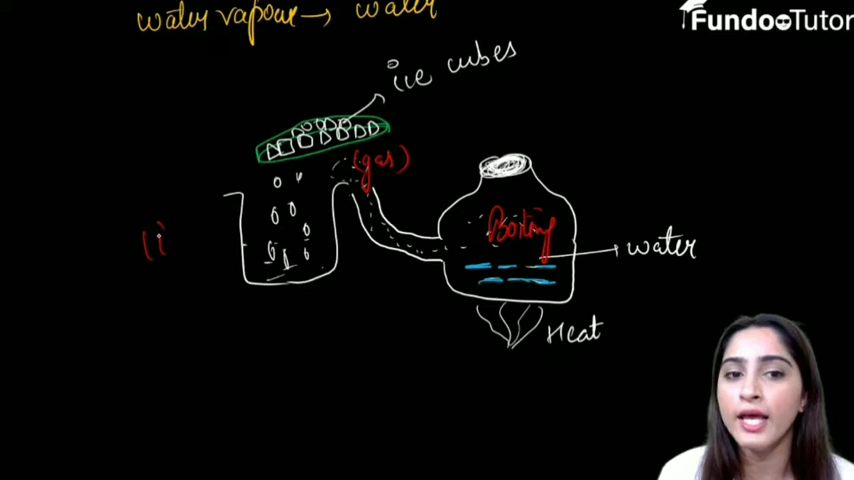 water vapour → water
FundooTutor
ice cubes
(gas)
Boiling
water
Heat